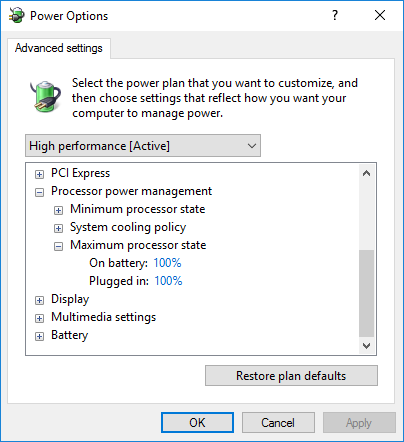 Power Options
?
Advanced settings
Select the power plan that you want to customize, and
then choose settings that reflect how you want your
computer to manage power.
High performance [Active]
PCI Express
Processor power management
Minimum processor state
System cooling policy
Maximum processor state
On battery: 100%
Plugged in: 100%
Display
Multimedia settings
Battery
Restore plan defaults
OK Cancel Apply